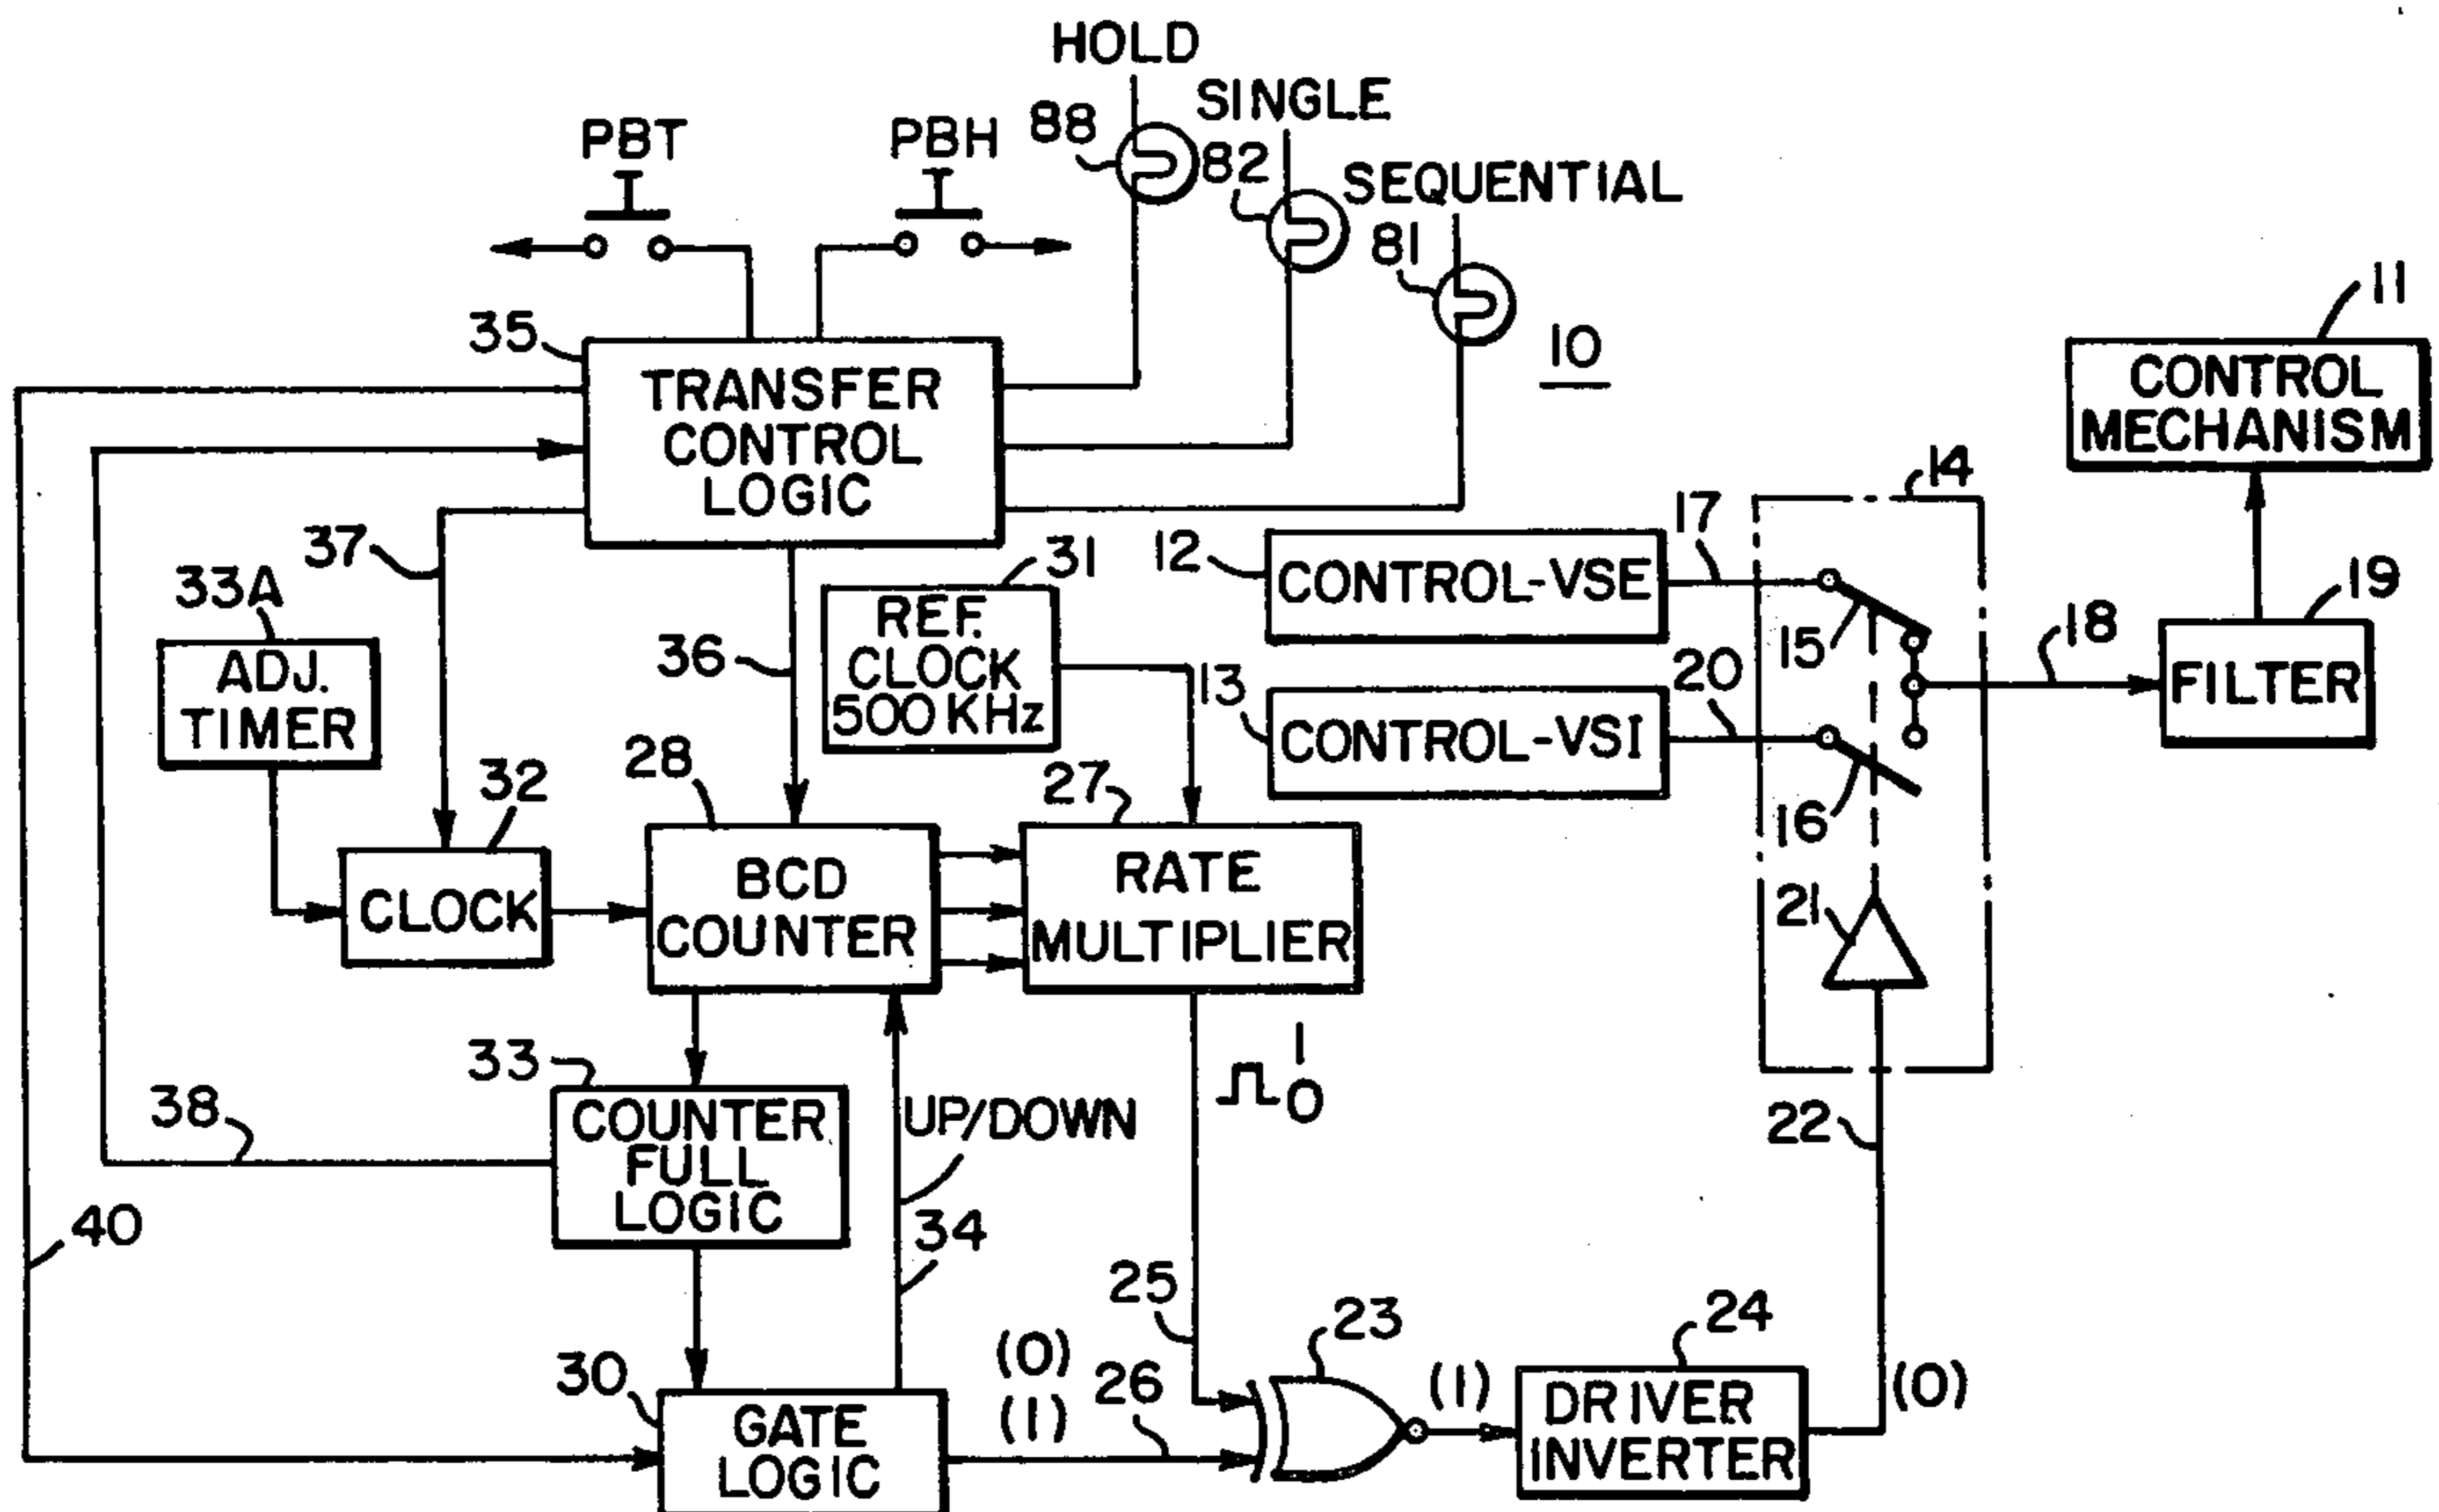 HOLD
SINGLE
SEQUENTIAL
PBT
PBH
88
82
81
10
11
35
TRANSFER
CONTROL
LOGIC
CONTROL
MECHANISM
14
37
36
31
REF.
CLOCK
500 KHz
12
CONTROL-VSE
17
15
18
19
FILTER
33A
ADJ.
TIMER
13
CONTROL-VSI
20
16
32
CLOCK
28
BCD
COUNTER
27
RATE
MULTIPLIER
21
33
COUNTER
FULL
LOGIC
38
UP/DOWN
1
0
22
40
34
25
30
GATE
LOGIC
(0)
(1)
26
23
(1)
24
DRIVER
INVERTER
(0)